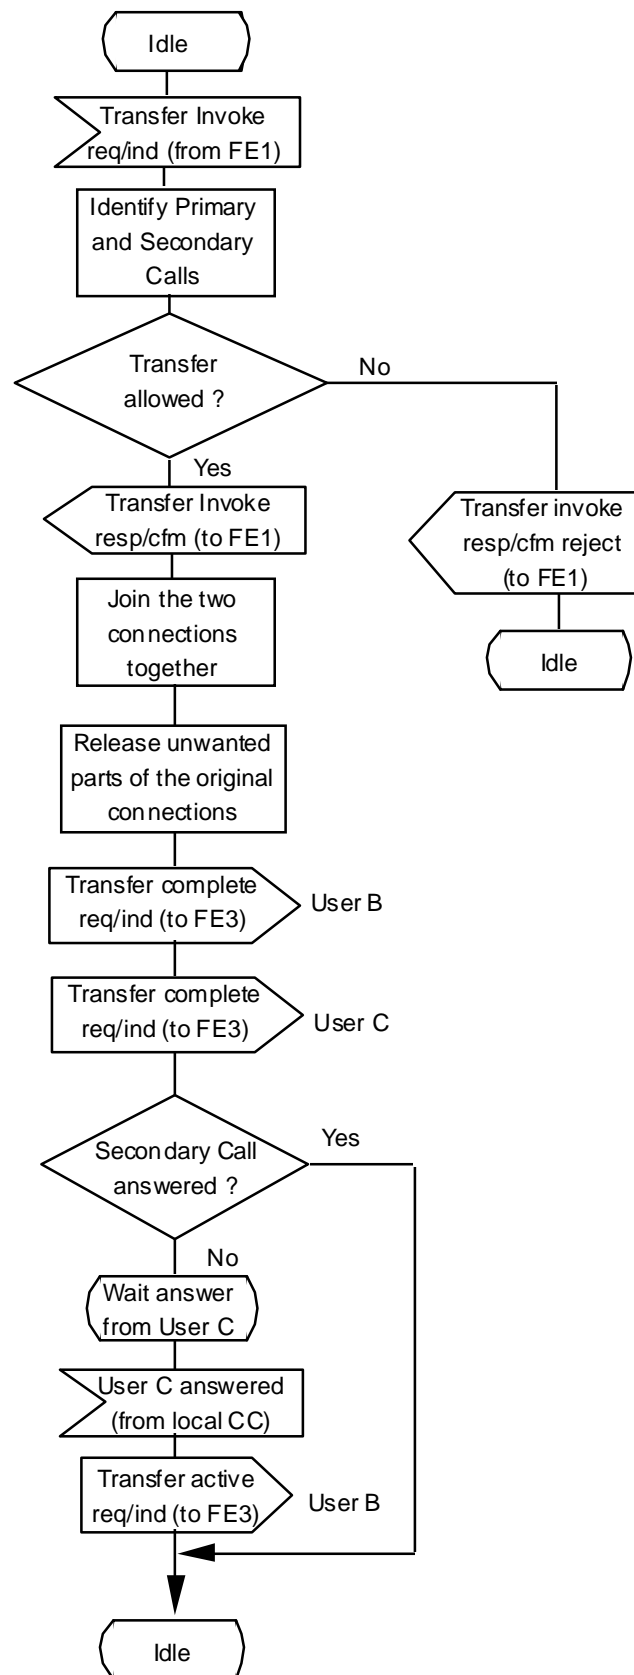 Idle
Transfer Invoke
req/ind (from FE1)
Identify Primary
and Secondary
Calls
Transfer
allowed ?
No
Yes
Transfer Invoke
resp/cfm (to FE1)
Transfer invoke
resp/cfm reject
(to FE1)
Join the two
connections
together
Idle
Release unwanted
parts of the original
connections
Transfer complete
req/ind (to FE3)
User B
Transfer complete
req/ind (to FE3)
User C
Secondary Call
answered ?
Yes
No
Wait answer
from User C
User C answered
(from local CC)
Transfer active
req/ind (to FE3)
User B
Idle